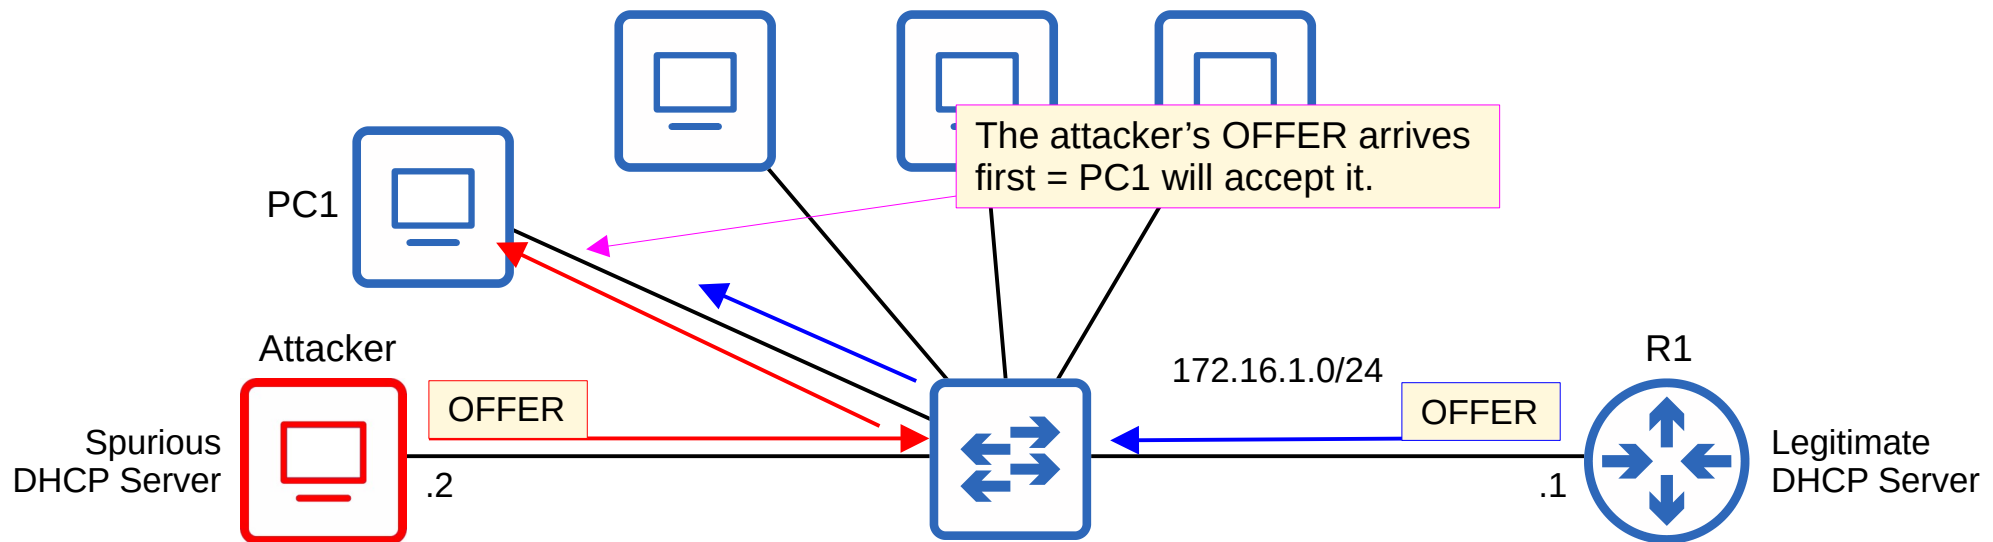 The attacker’s OFFER arrives
first = PC1 will accept it.
PC1
Attacker
172.16.1.0/24
R1
OFFER
OFFER
Spurious
DHCP Server
Legitimate
DHCP Server
.2
.1